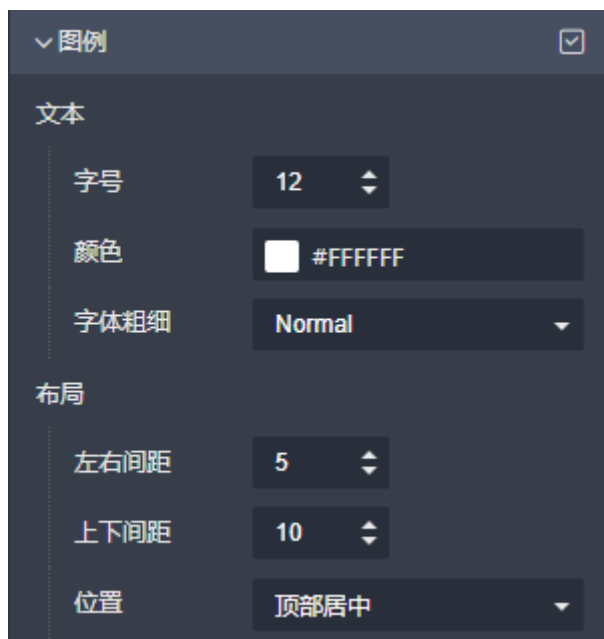 图例
文本
字号 12
颜色 #FFFFFF
字体粗细 Normal
布局
左右间距 5
上下间距 10
位置 顶部居中